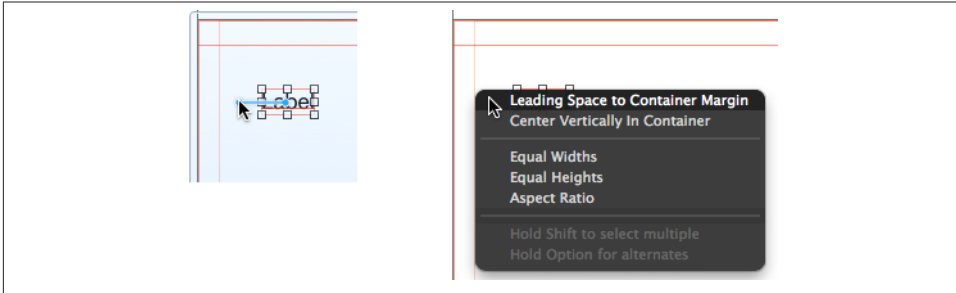 Label
Leading Space to Container Margin
Center Vertically In Container
Equal Widths
Equal Heights
Aspect Ratio
Hold Shift to select multiple
Hold Option for alternates